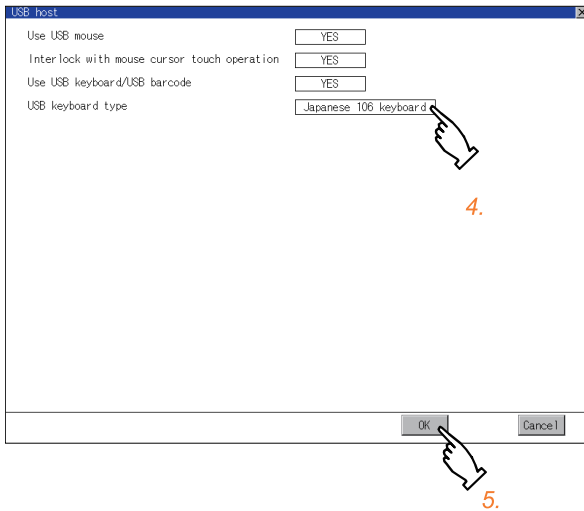 USB host
Use USB mouse YES
Interlock with mouse cursor touch operation YES
Use USB keyboard/USB barcode YES
USB keyboard type Japanese 106 keyboard
4.
OK Cancel
5.